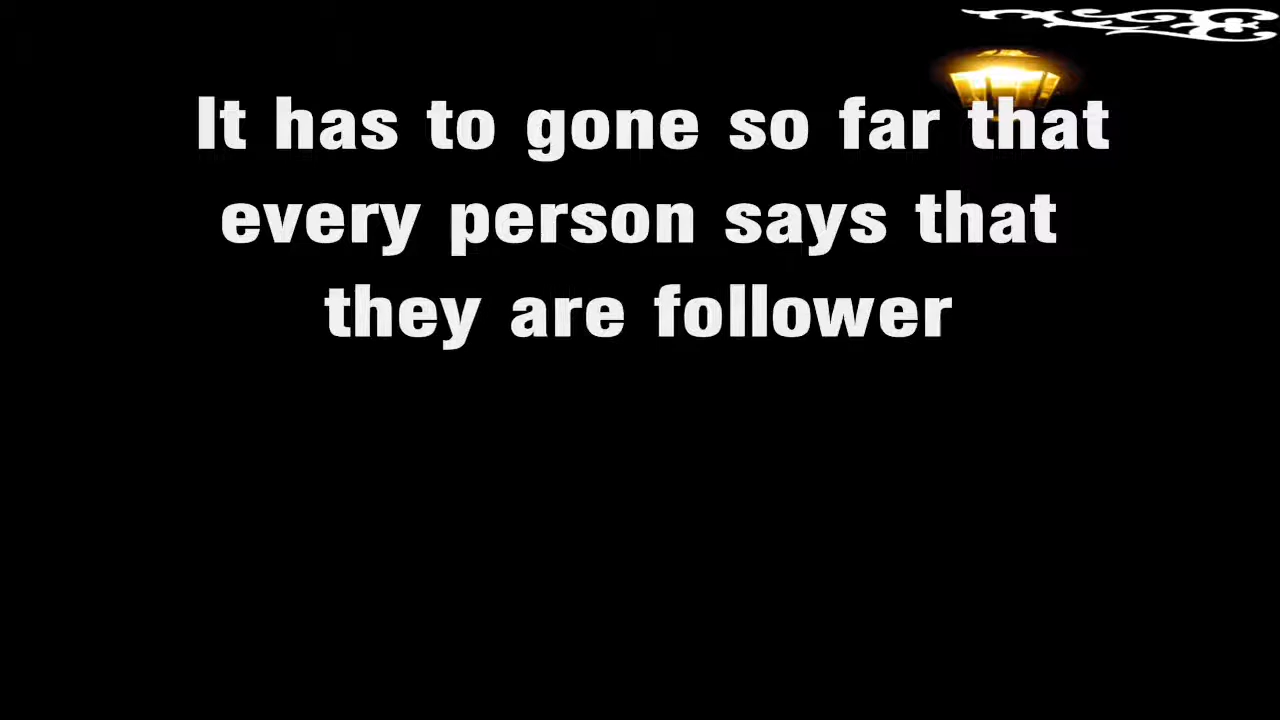 It has to gone so far that
every person says that
they are follower